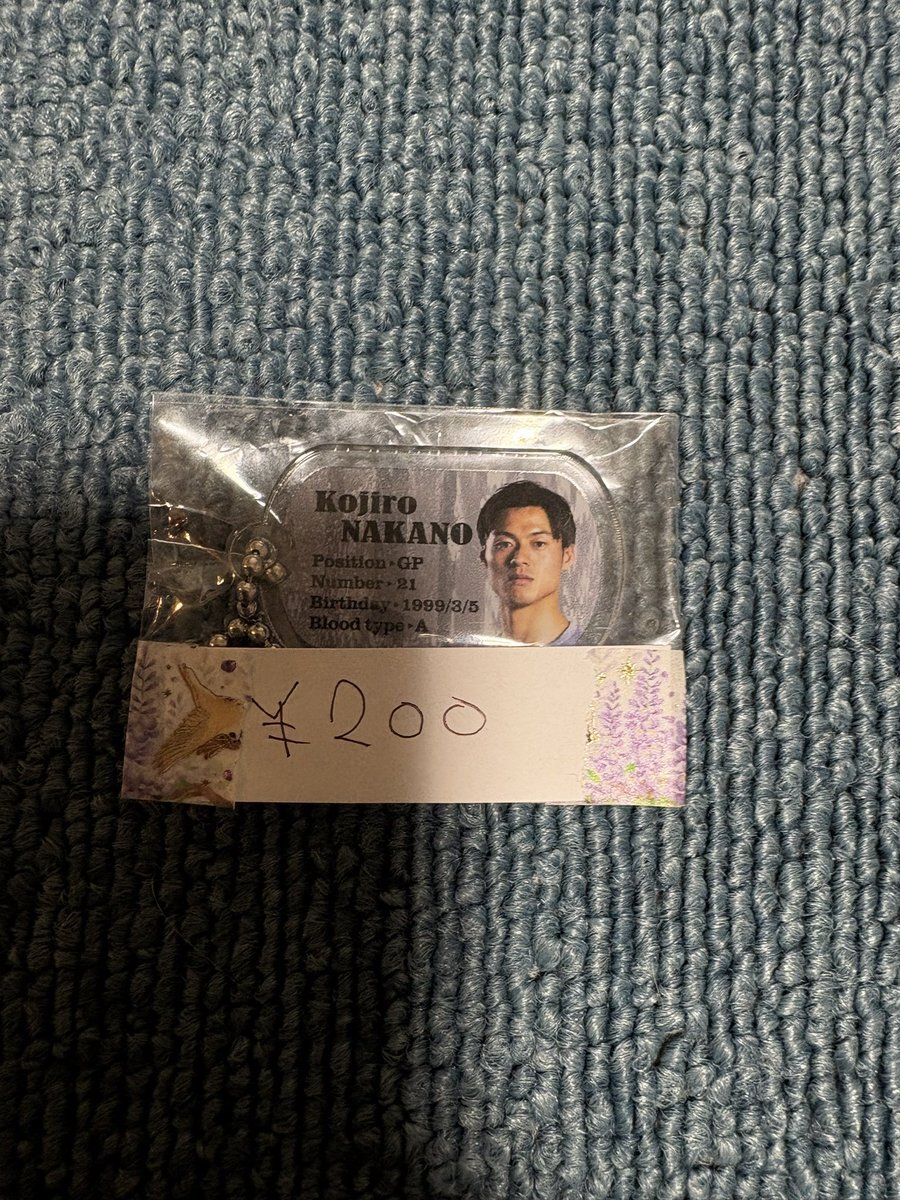 Kojiro
NAKANO
Position・GP
Number・21
Birthday・1999/3/5
Blood type・A
¥200